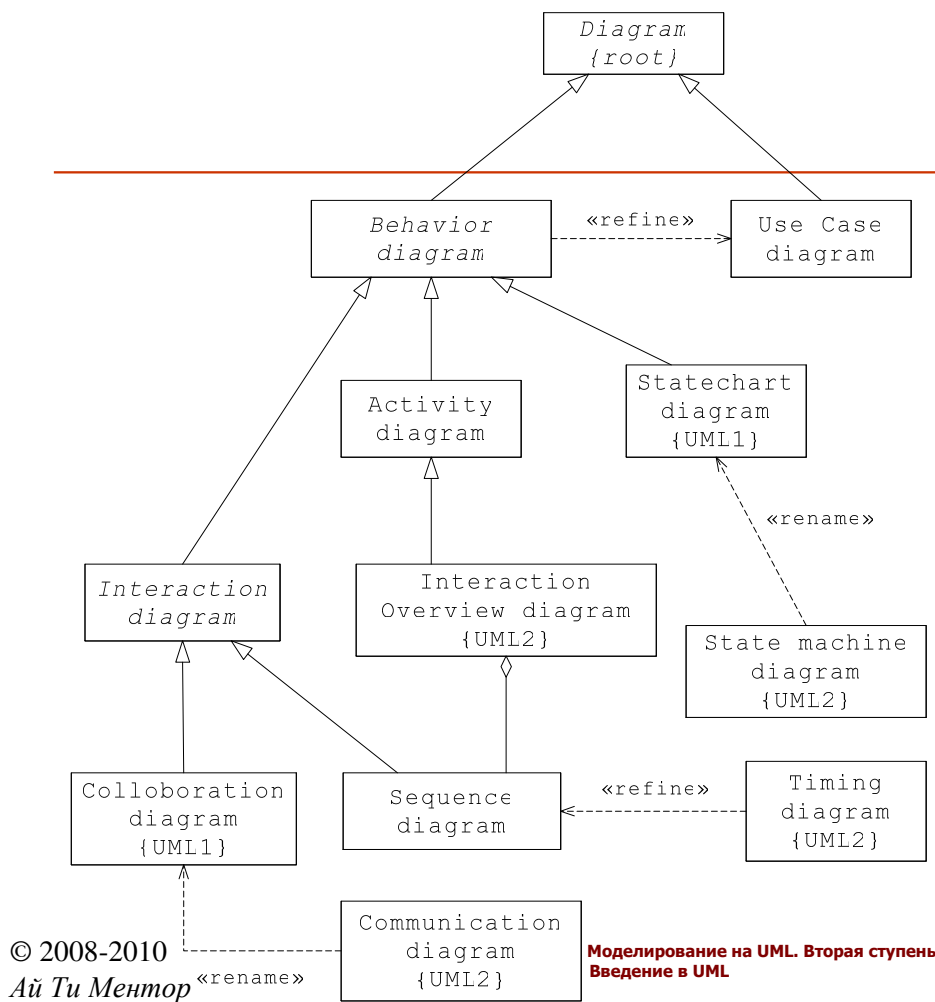 Diagram
{root}
Behavior
diagram
«refine»
Use Case
diagram
Activity
diagram
Statechart
diagram
{UML1}
«rename»
Interaction
diagram
Interaction
Overview diagram
{UML2}
State machine
diagram
{UML2}
Colloboration
diagram
{UML1}
Sequence
diagram
«refine»
Timing
diagram
{UML2}
Communication
diagram
{UML2}
«rename»
© 2008-2010
Ай Ти Ментор
Моделирование на UML. Вторая ступень
Введение в UML